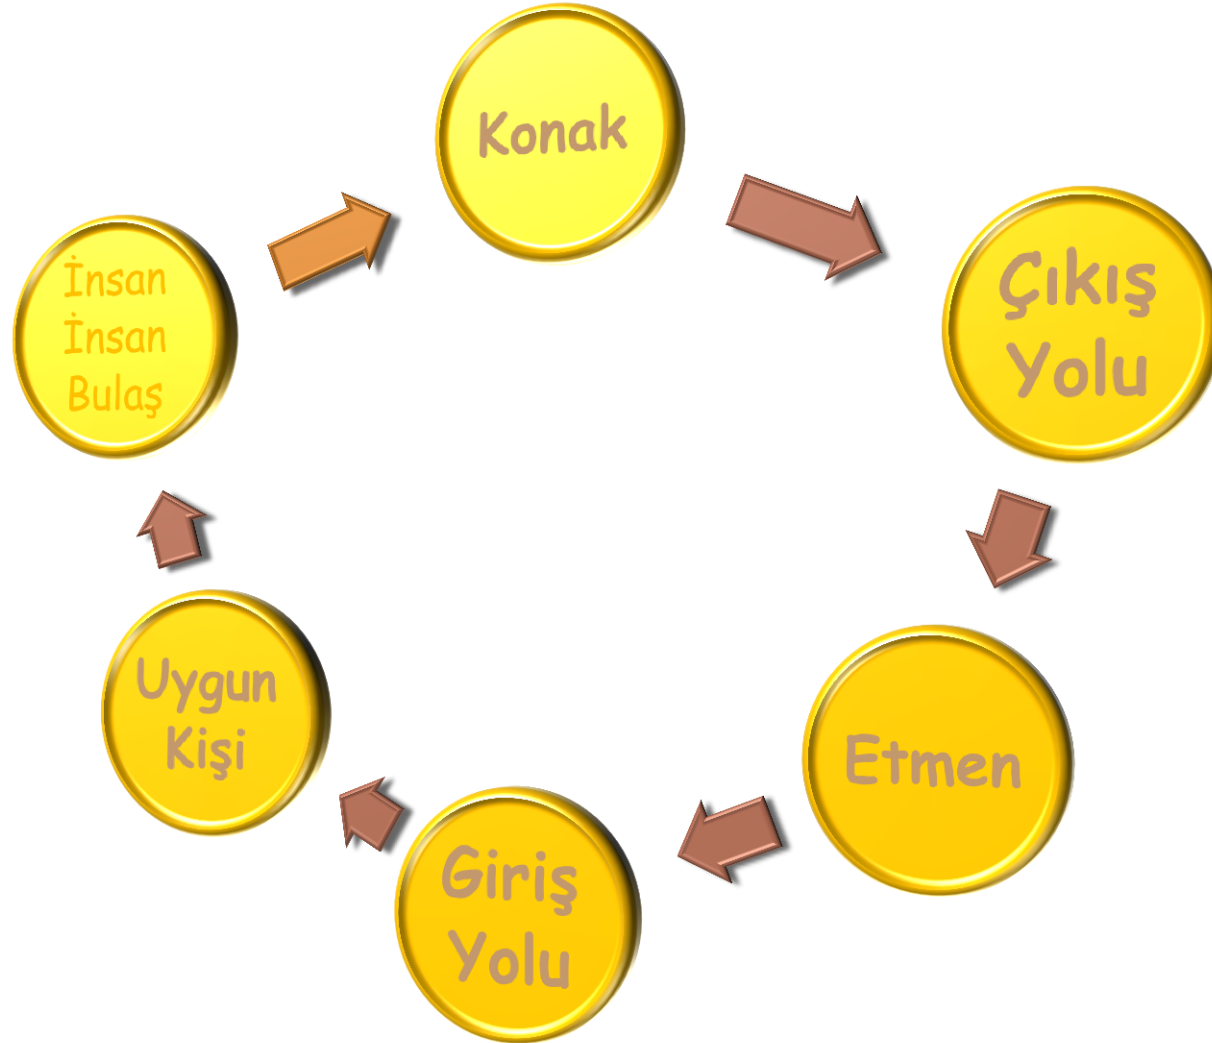 Konak
Çıkış
Yolu
Etmen
Giriş
Yolu
Uygun
Kişi
İnsan
İnsan
Bulaş